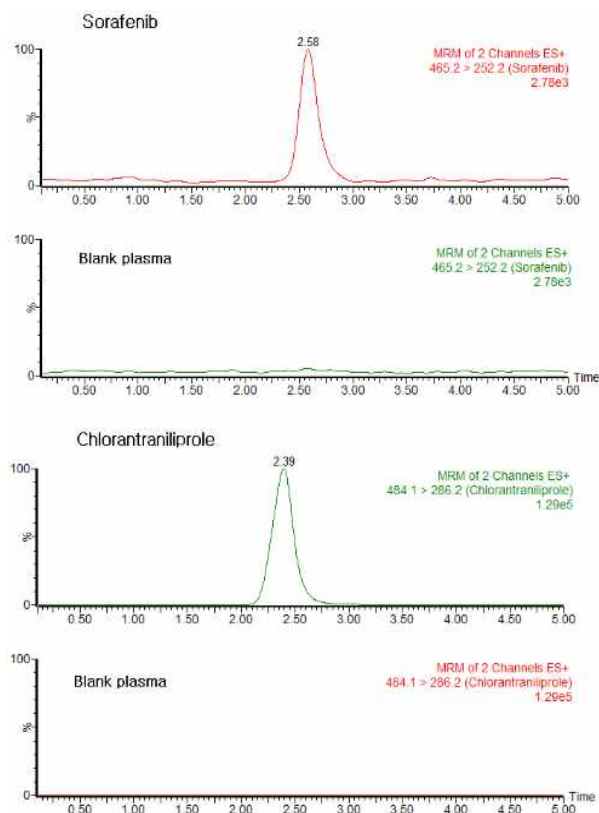 Sorafenib
2.58
MRM of 2 Channels ES+
465.2 > 252.2 (Sorafenib)
2.78e3
100
%
0
0.50 1.00 1.50 2.00 2.50 3.00 3.50 4.00 4.50 5.00
Blank plasma
MRM of 2 Channels ES+
465.2 > 252.2 (Sorafenib)
2.78e3
100
%
0
Time
0.50 1.00 1.50 2.00 2.50 3.00 3.50 4.00 4.50 5.00
Chlorantraniliprole
2.39
MRM of 2 Channels ES+
484.1 > 286.2 (Chlorantraniliprole)
1.29e5
100
%
0
0.50 1.00 1.50 2.00 2.50 3.00 3.50 4.00 4.50 5.00
Blank plasma
MRM of 2 Channels ES+
484.1 > 286.2 (Chlorantraniliprole)
1.29e5
100
%
0
Time
0.50 1.00 1.50 2.00 2.50 3.00 3.50 4.00 4.50 5.00